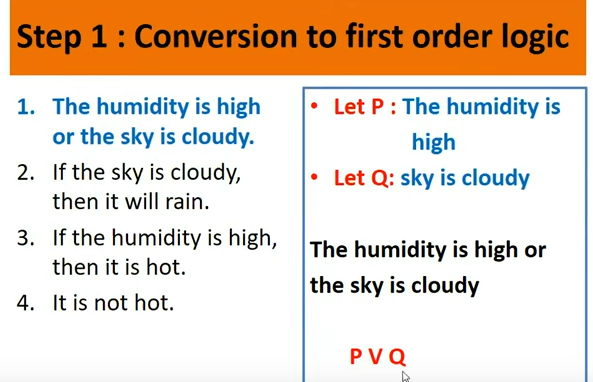 Step 1 : Conversion to first order logic
1. The humidity is high
or the sky is cloudy.
2. If the sky is cloudy,
then it will rain.
3. If the humidity is high,
then it is hot.
4. It is not hot.
• Let P : The humidity is
high
• Let Q: sky is cloudy
The humidity is high or
the sky is cloudy
P V Q